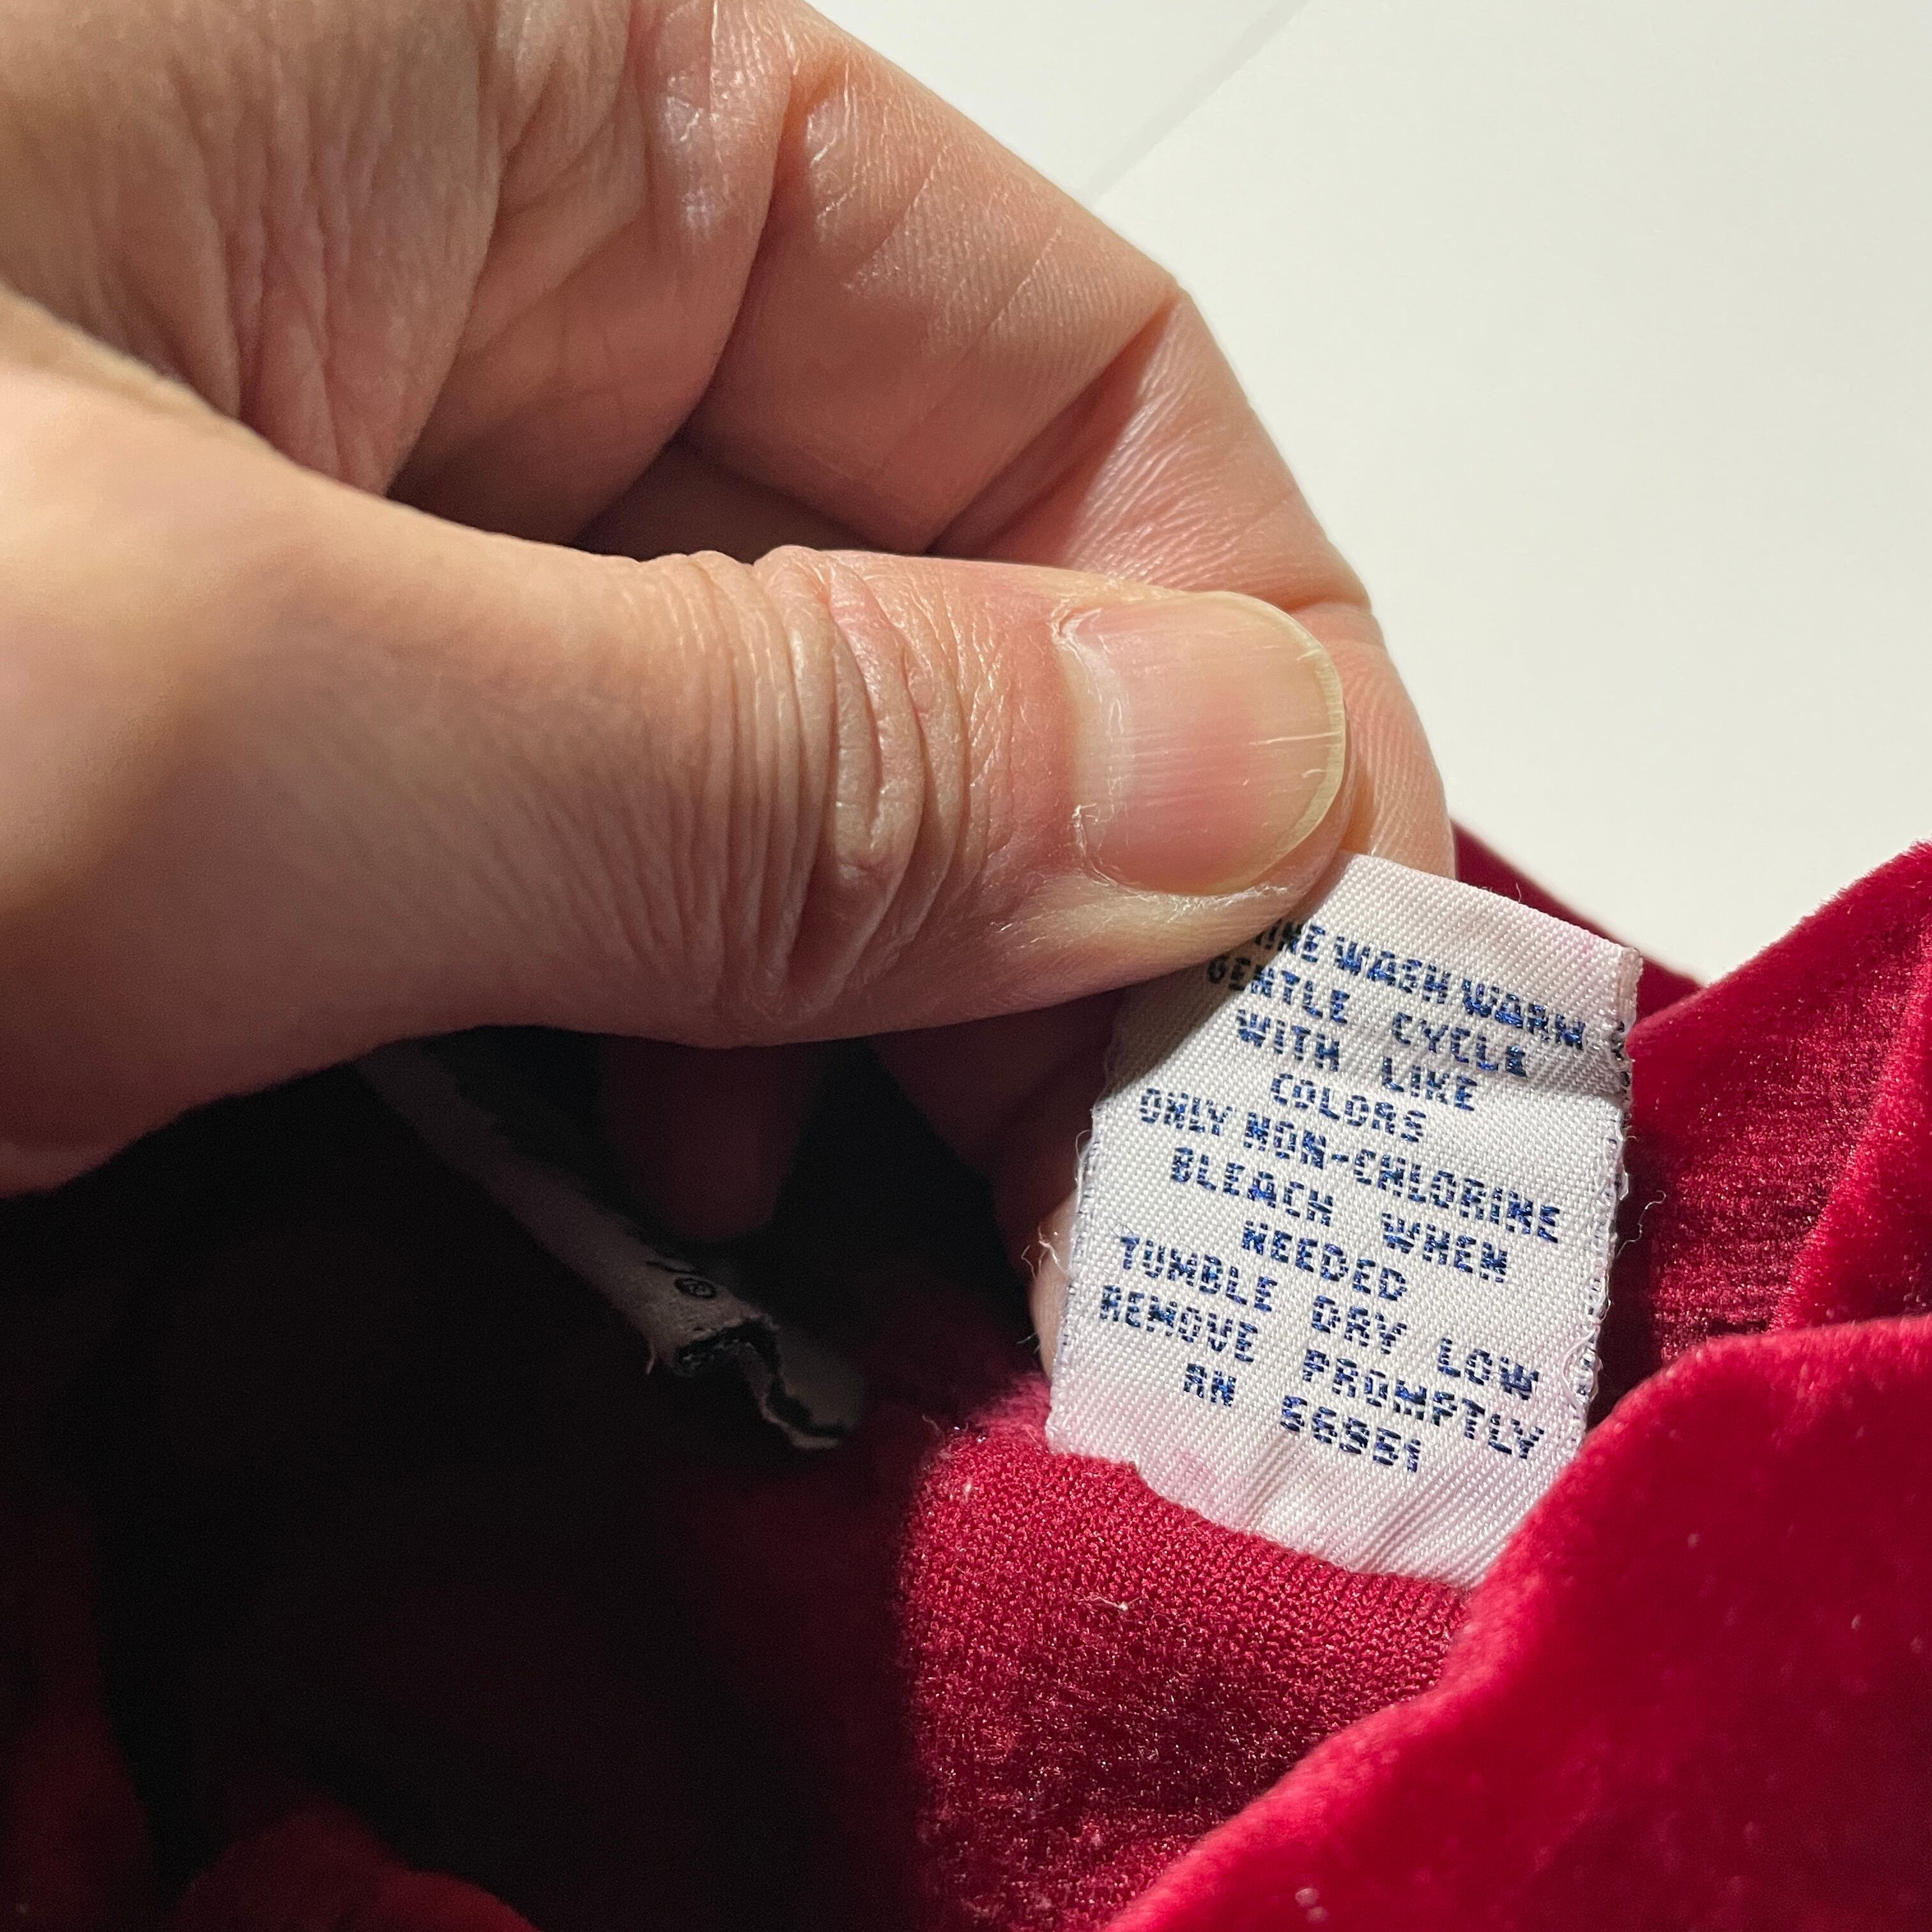 WASH WARM
GENTLE CYCLE
WITH LIKE
COLORS
ONLY NON-CHLORINE
BLEACH WHEN
NEEDED
TUMBLE DRY LOW
REMOVE PROMPTLY
RN 56951